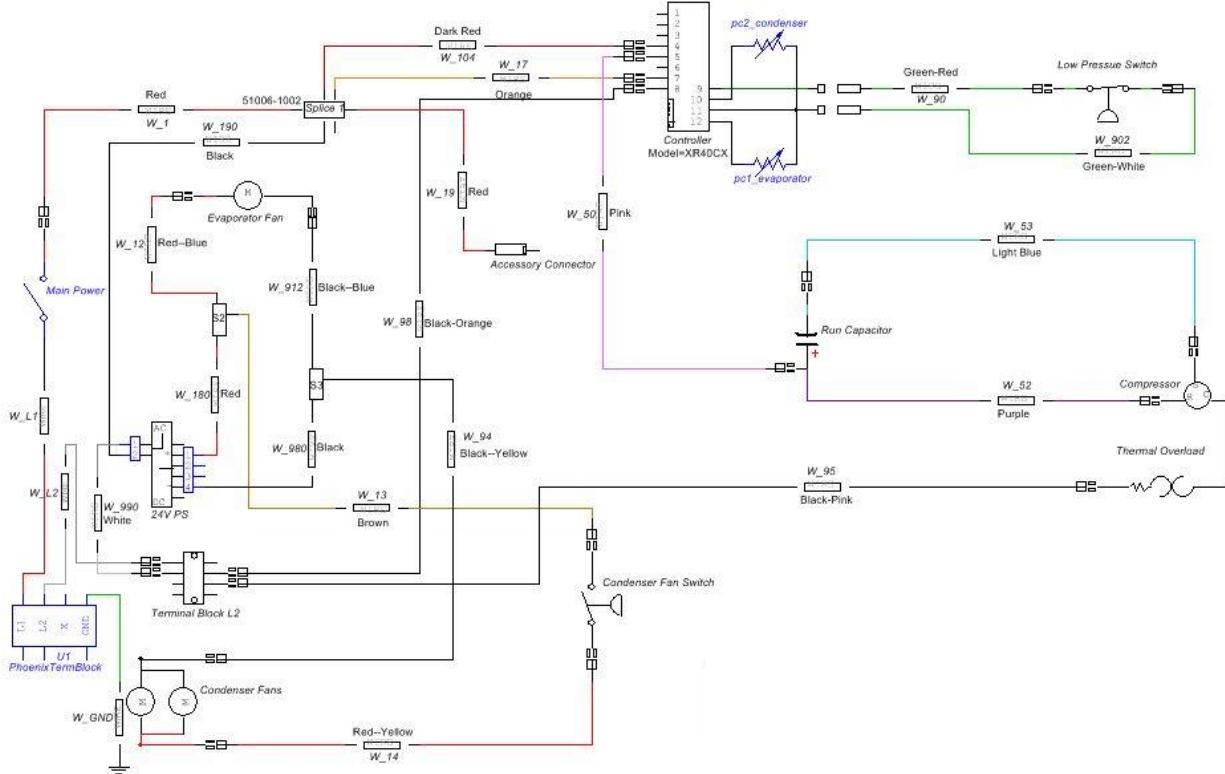 1
2
3
4
5
6
7
8
9
10
11
12
Controller
Model=XR40CX
pc2_condenser
pc1_evaporator
Dark Red
W_104
W_17
Orange
Red
W_1
51006-1002
Splice 1
W_190
Black
Green-Red
W_90
Low Pressue Switch
W_902
Green-White
W_19
Red
Accessory Connector
W_50
Pink
M
Evaporator Fan
W_12
Red--Blue
W_912
Black--Blue
W_98
Black-Orange
Main Power
S2
S3
W_53
Light Blue
Run Capacitor
+
W_52
Purple
Compressor
R
C
W_180
Red
W_L1
AC
24V PS
W_980
Black
W_94
Black--Yellow
Thermal Overload
W_95
Black-Pink
W_L2
W_990
White
W_13
Brown
Terminal Block L2
Condenser Fan Switch
L1
L2
X
GND
U1
PhoenixTermBlock
M
M
Condenser Fans
W_GND
Red--Yellow
W_14